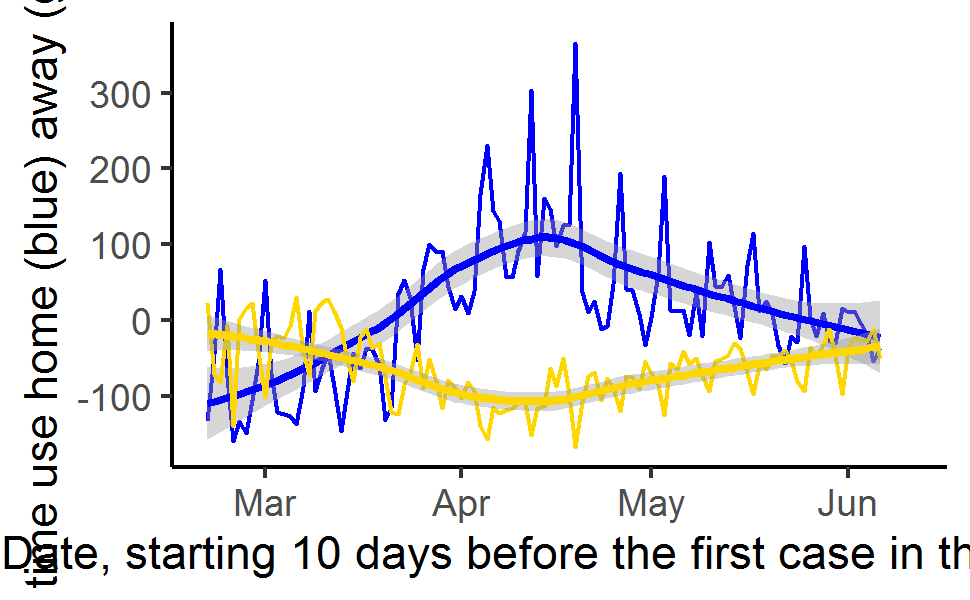 time use home (blue) away (
300
200
100
0
-100
Mar Apr May Jun
Date, starting 10 days before the first case in th